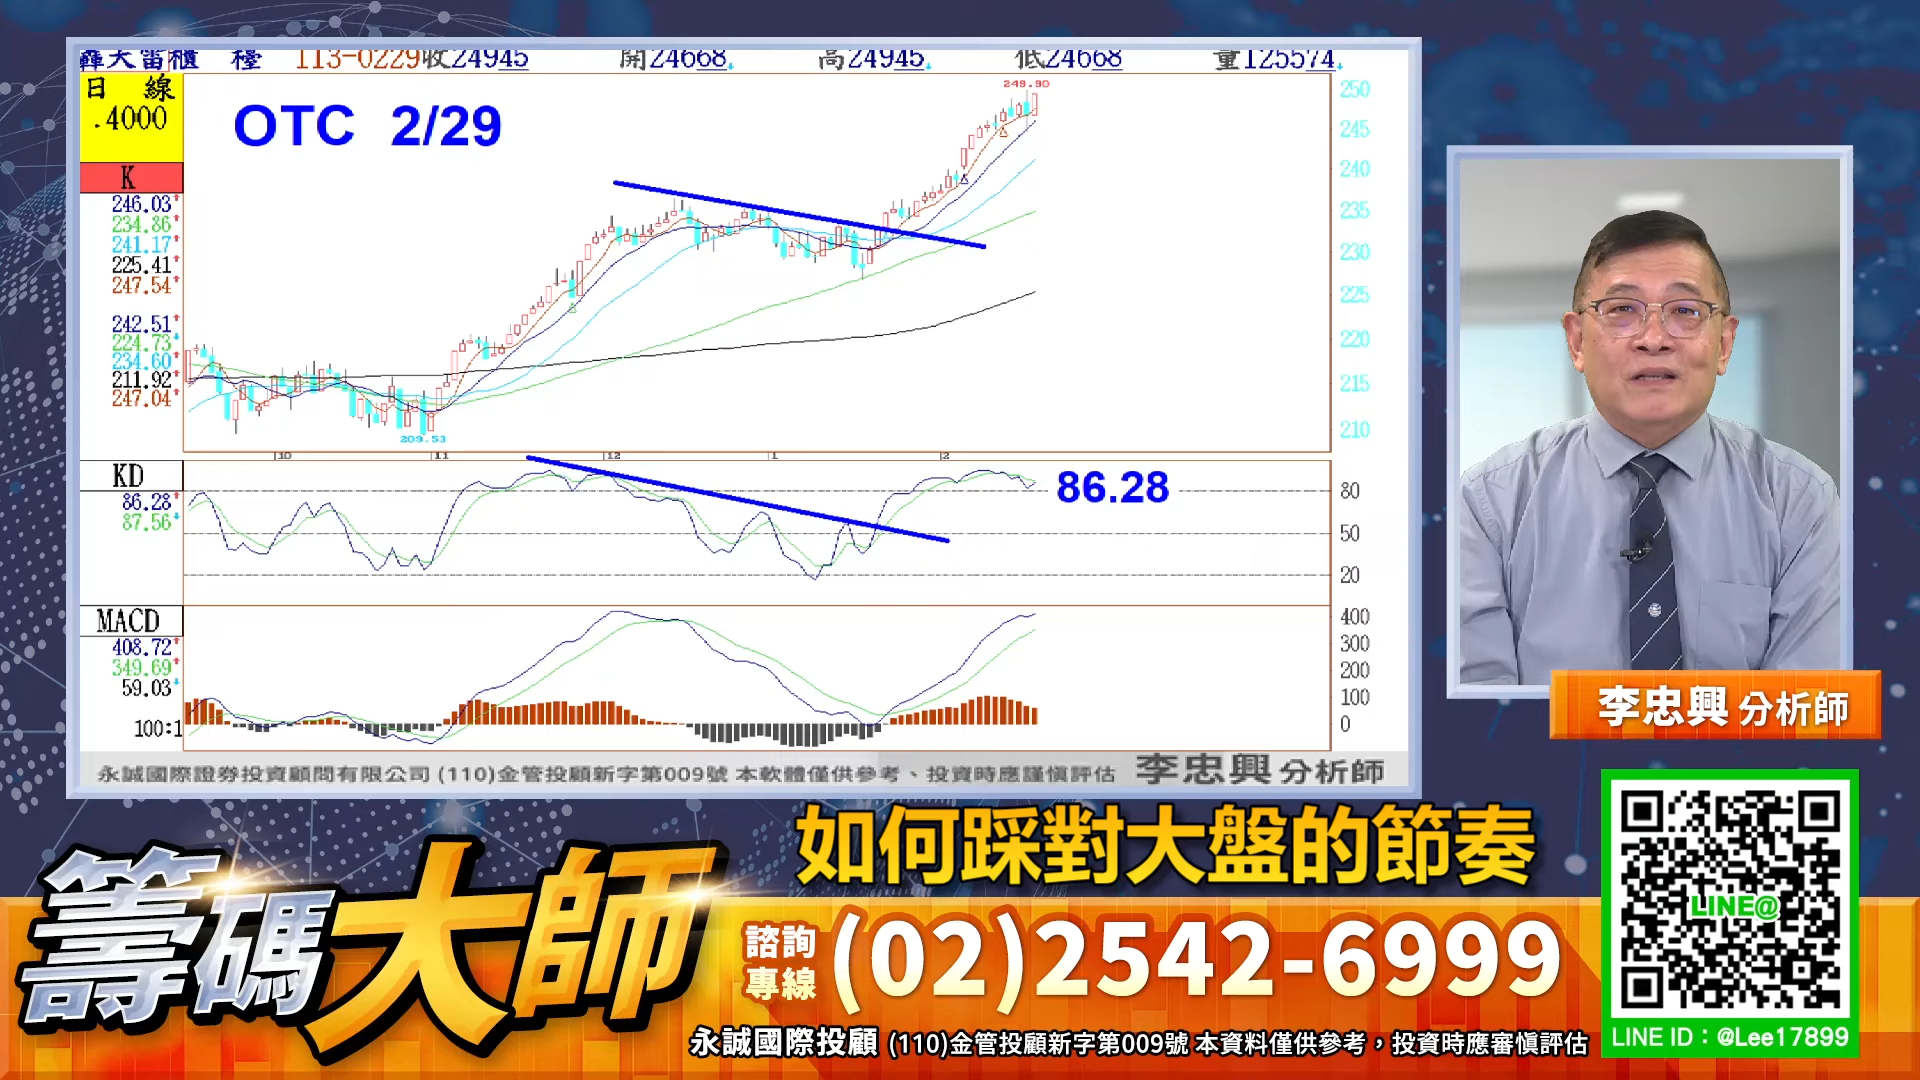 轟天雷櫃 檯 113-0229收24945 開24668 高24945 低24668 量125574
日 線
.4000
OTC 2/29
K
246.03
234.86
241.17
225.41
247.54
242.51
224.73
234.60
211.92
247.04
249.90
209.53
250
245
240
235
230
225
220
215
210
10 11 12 1 2
KD
86.28
87.56
86.28
80
50
20
MACD
408.72
349.69
59.03
100:1
400
300
200
100
0
永誠國際證券投資顧問有限公司 (110)金管投顧新字第009號 本軟體僅供參考、投資時應謹慎評估 李忠興 分析師
李忠興 分析師
如何踩對大盤的節奏
籌碼大師
諮詢專線 (02)2542-6999
永誠國際投顧 (110)金管投顧新字第009號 本資料僅供參考，投資時應審慎評估
LINE@
LINE ID：@Lee17899